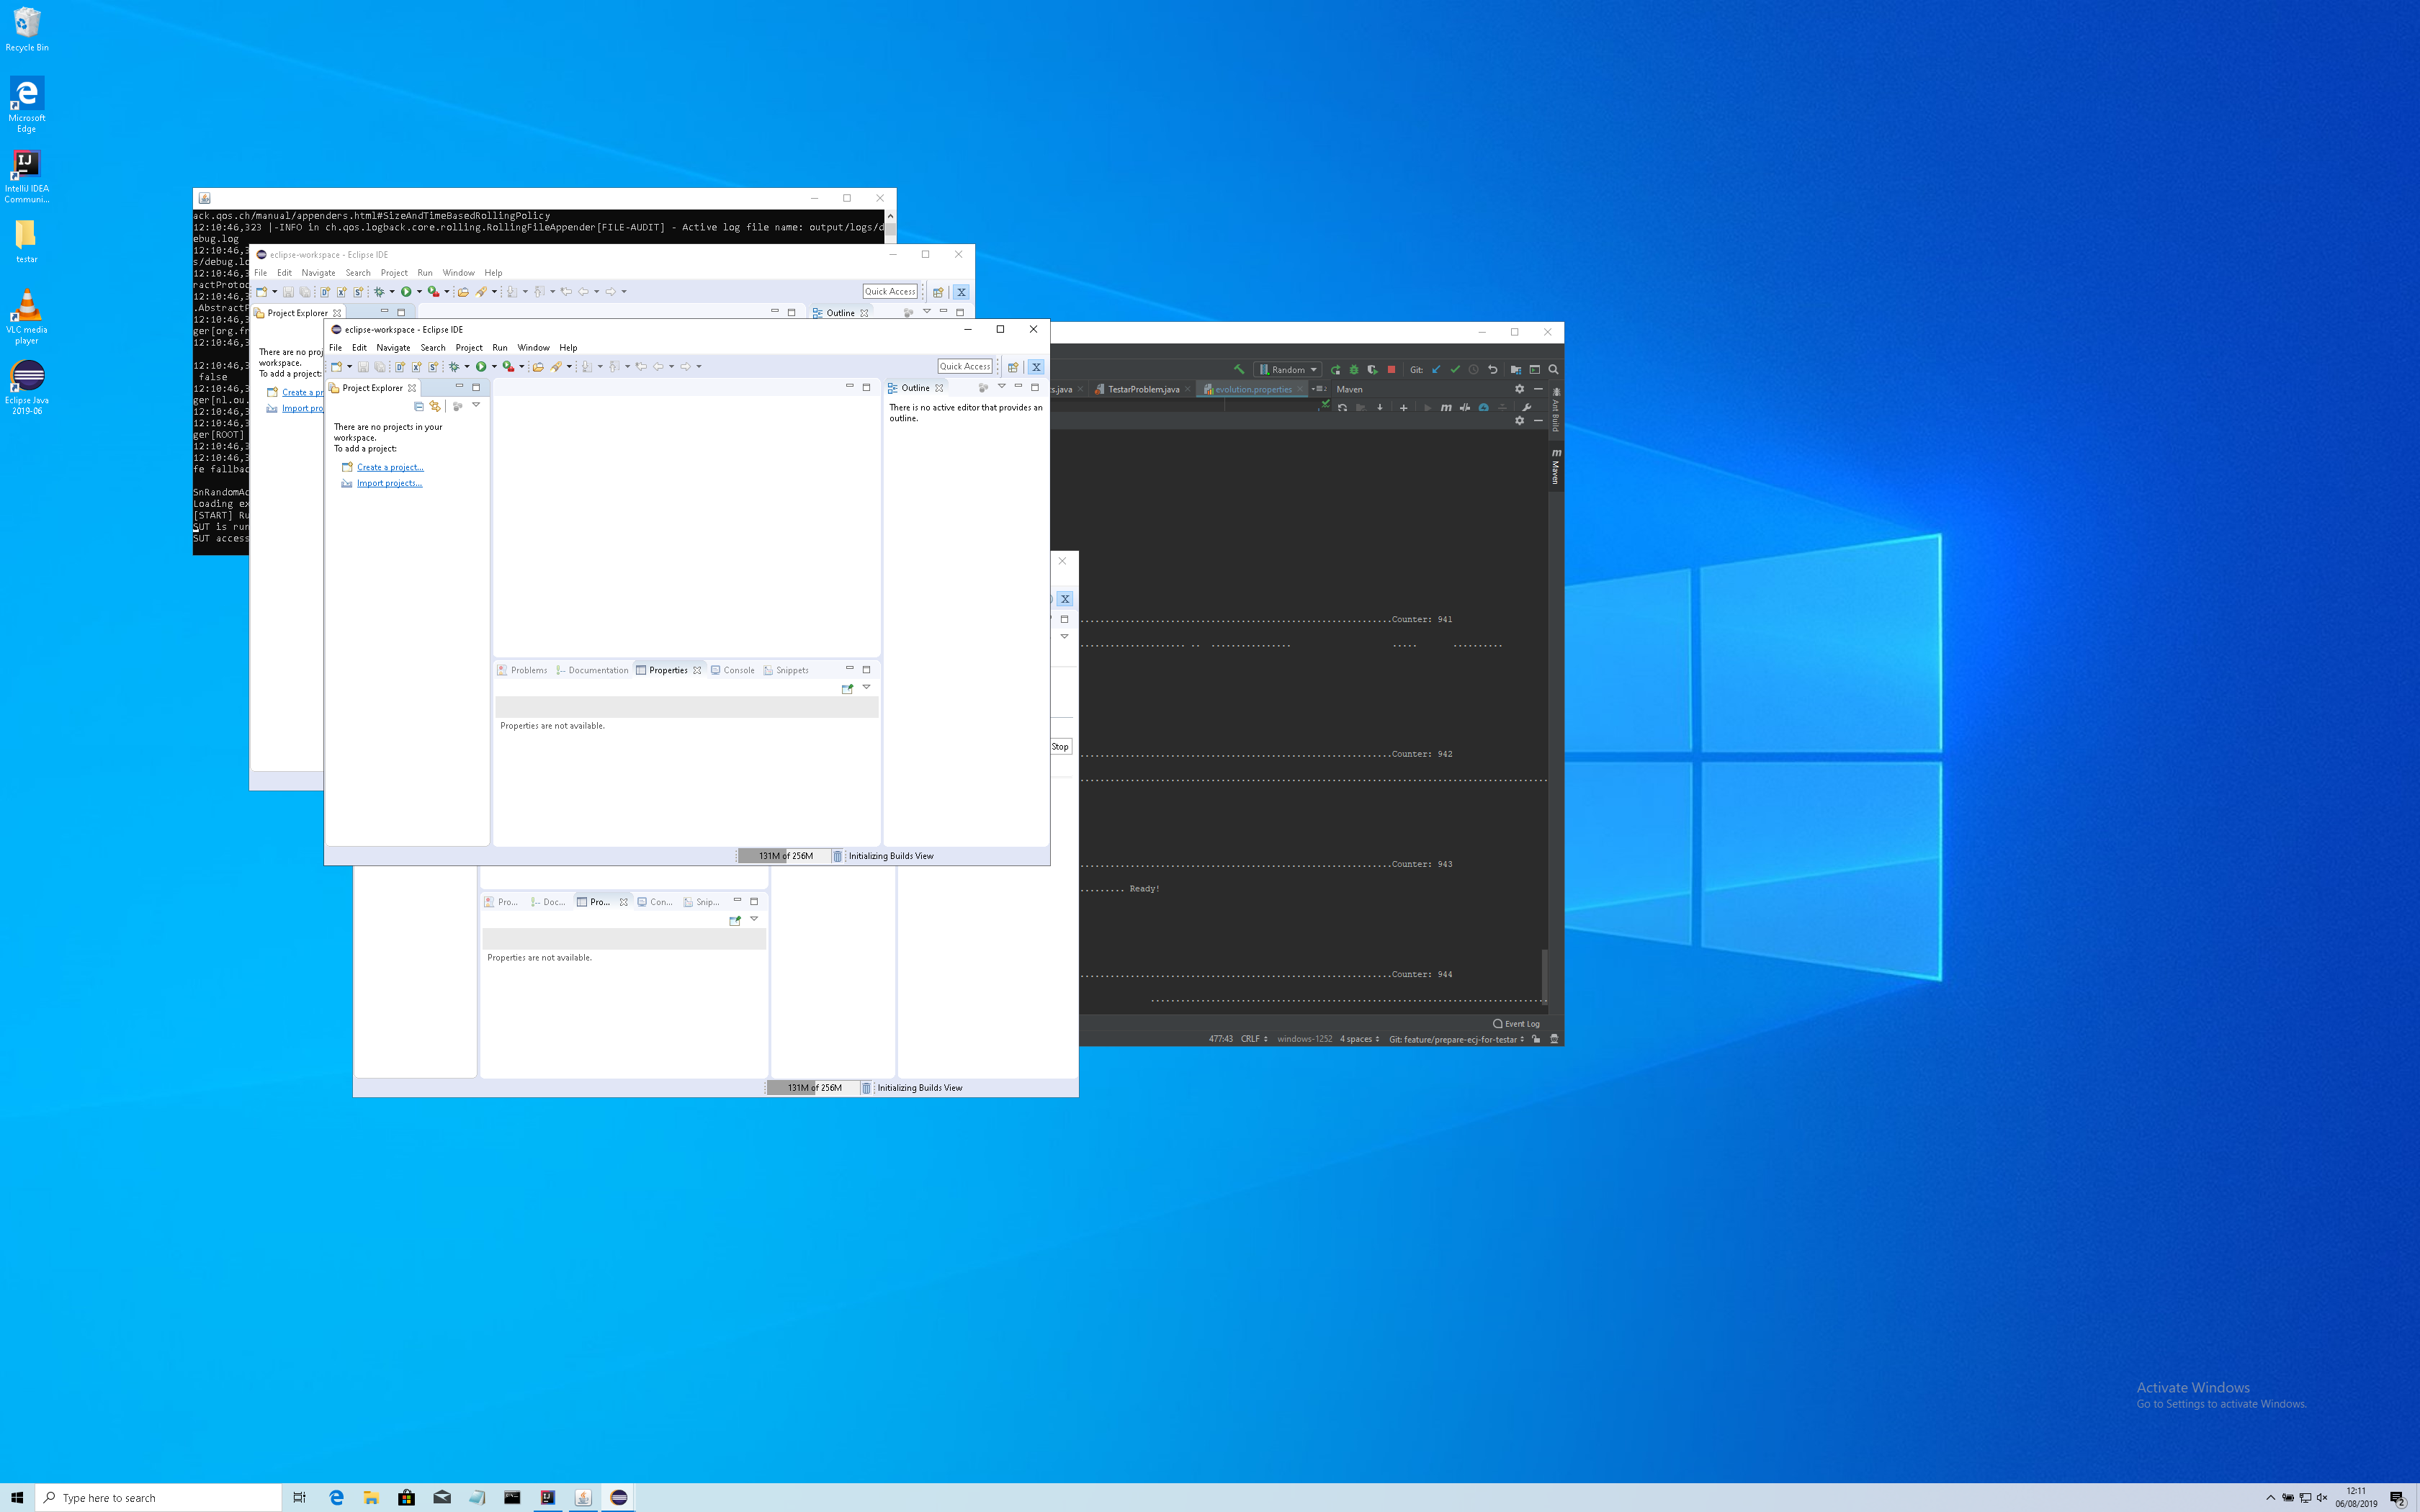 Recycle Bin
Microsoft
Edge
IntelliJ IDEA
Communi...
testar
VLC media
player
Eclipse Java
2019-06
ack.qos.ch/manual/appenders.html#SizeAndTimeBasedRollingPolicy
12:10:46,323 |-INFO in ch.qos.logback.core.rolling.RollingFileAppender[FILE-AUDIT] - Active log file name: output/logs/d
ebug.log
12:10:46,3
s/debug.lo
12:10:46,3
ractProtoc
12:10:46,3
.AbstractP
12:10:46,3
ger[org.fr
12:10:46,3
12:10:46,3
false
12:10:46,3
ger[nl.ou.
12:10:46,3
12:10:46,3
ger[ROOT]
12:10:46,3
12:10:46,3
fe fallbac
SnRandomAc
Loading ex
[START] Ru
SUT is run
SUT access
eclipse-workspace - Eclipse IDE
File Edit Navigate Search Project Run Window Help
Quick Access
Project Explorer
Outline
There are no proj
workspace.
To add a project:
Create a pr
Import pro
eclipse-workspace - Eclipse IDE
File Edit Navigate Search Project Run Window Help
Quick Access
Project Explorer
Outline
There are no projects in your
workspace.
To add a project:
Create a project...
Import projects...
There is no active editor that provides an
outline.
Problems Documentation Properties Console Snippets
Properties are not available.
131M of 256M Initializing Builds View
Stop
Pro... Doc... Pro... Con... Snip...
Properties are not available.
131M of 256M Initializing Builds View
Random Git:
s.java TestarProblem.java evolution.properties Maven
Ant Build
Maven
Counter: 941
Counter: 942
Counter: 943
Ready!
Counter: 944
Event Log
477:43 CRLF windows-1252 4 spaces Git: feature/prepare-ecj-for-testar
Activate Windows
Go to Settings to activate Windows.
Type here to search
12:11
06/08/2019
2